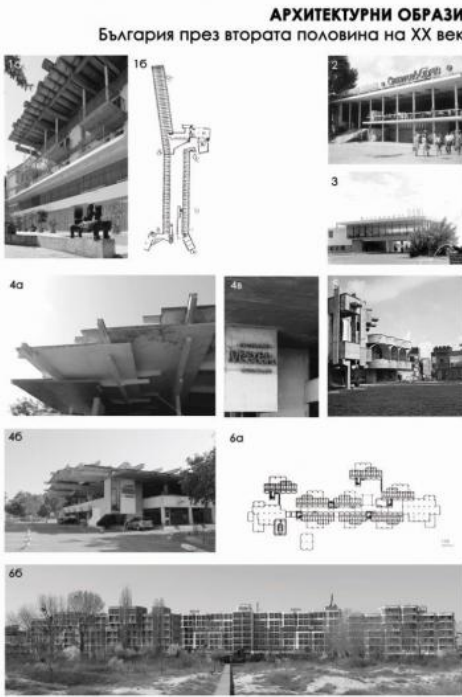 АРХИТЕКТУРНИ ОБРАЗИ
България през втората половина на XX век
1а
1б
2
3
4а
4в
4б
6а
6б